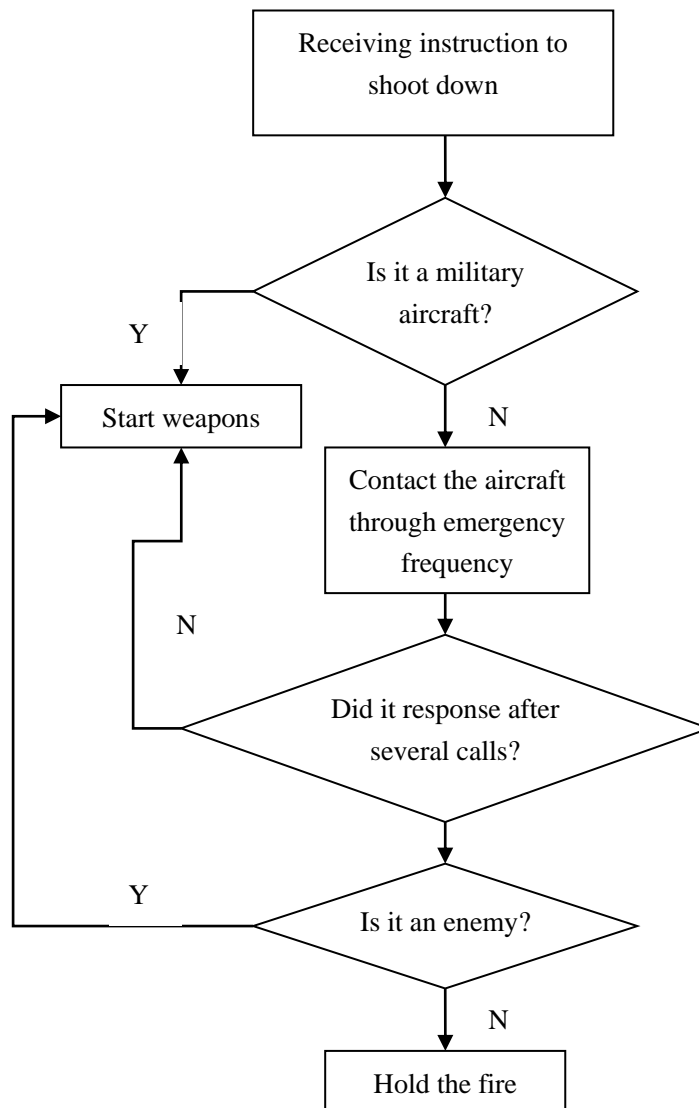 Receiving instruction to
shoot down
Is it a military
aircraft?
Y
Start weapons
N
Contact the aircraft
through emergency
frequency
N
Did it response after
several calls?
Y
Is it an enemy?
N
Hold the fire